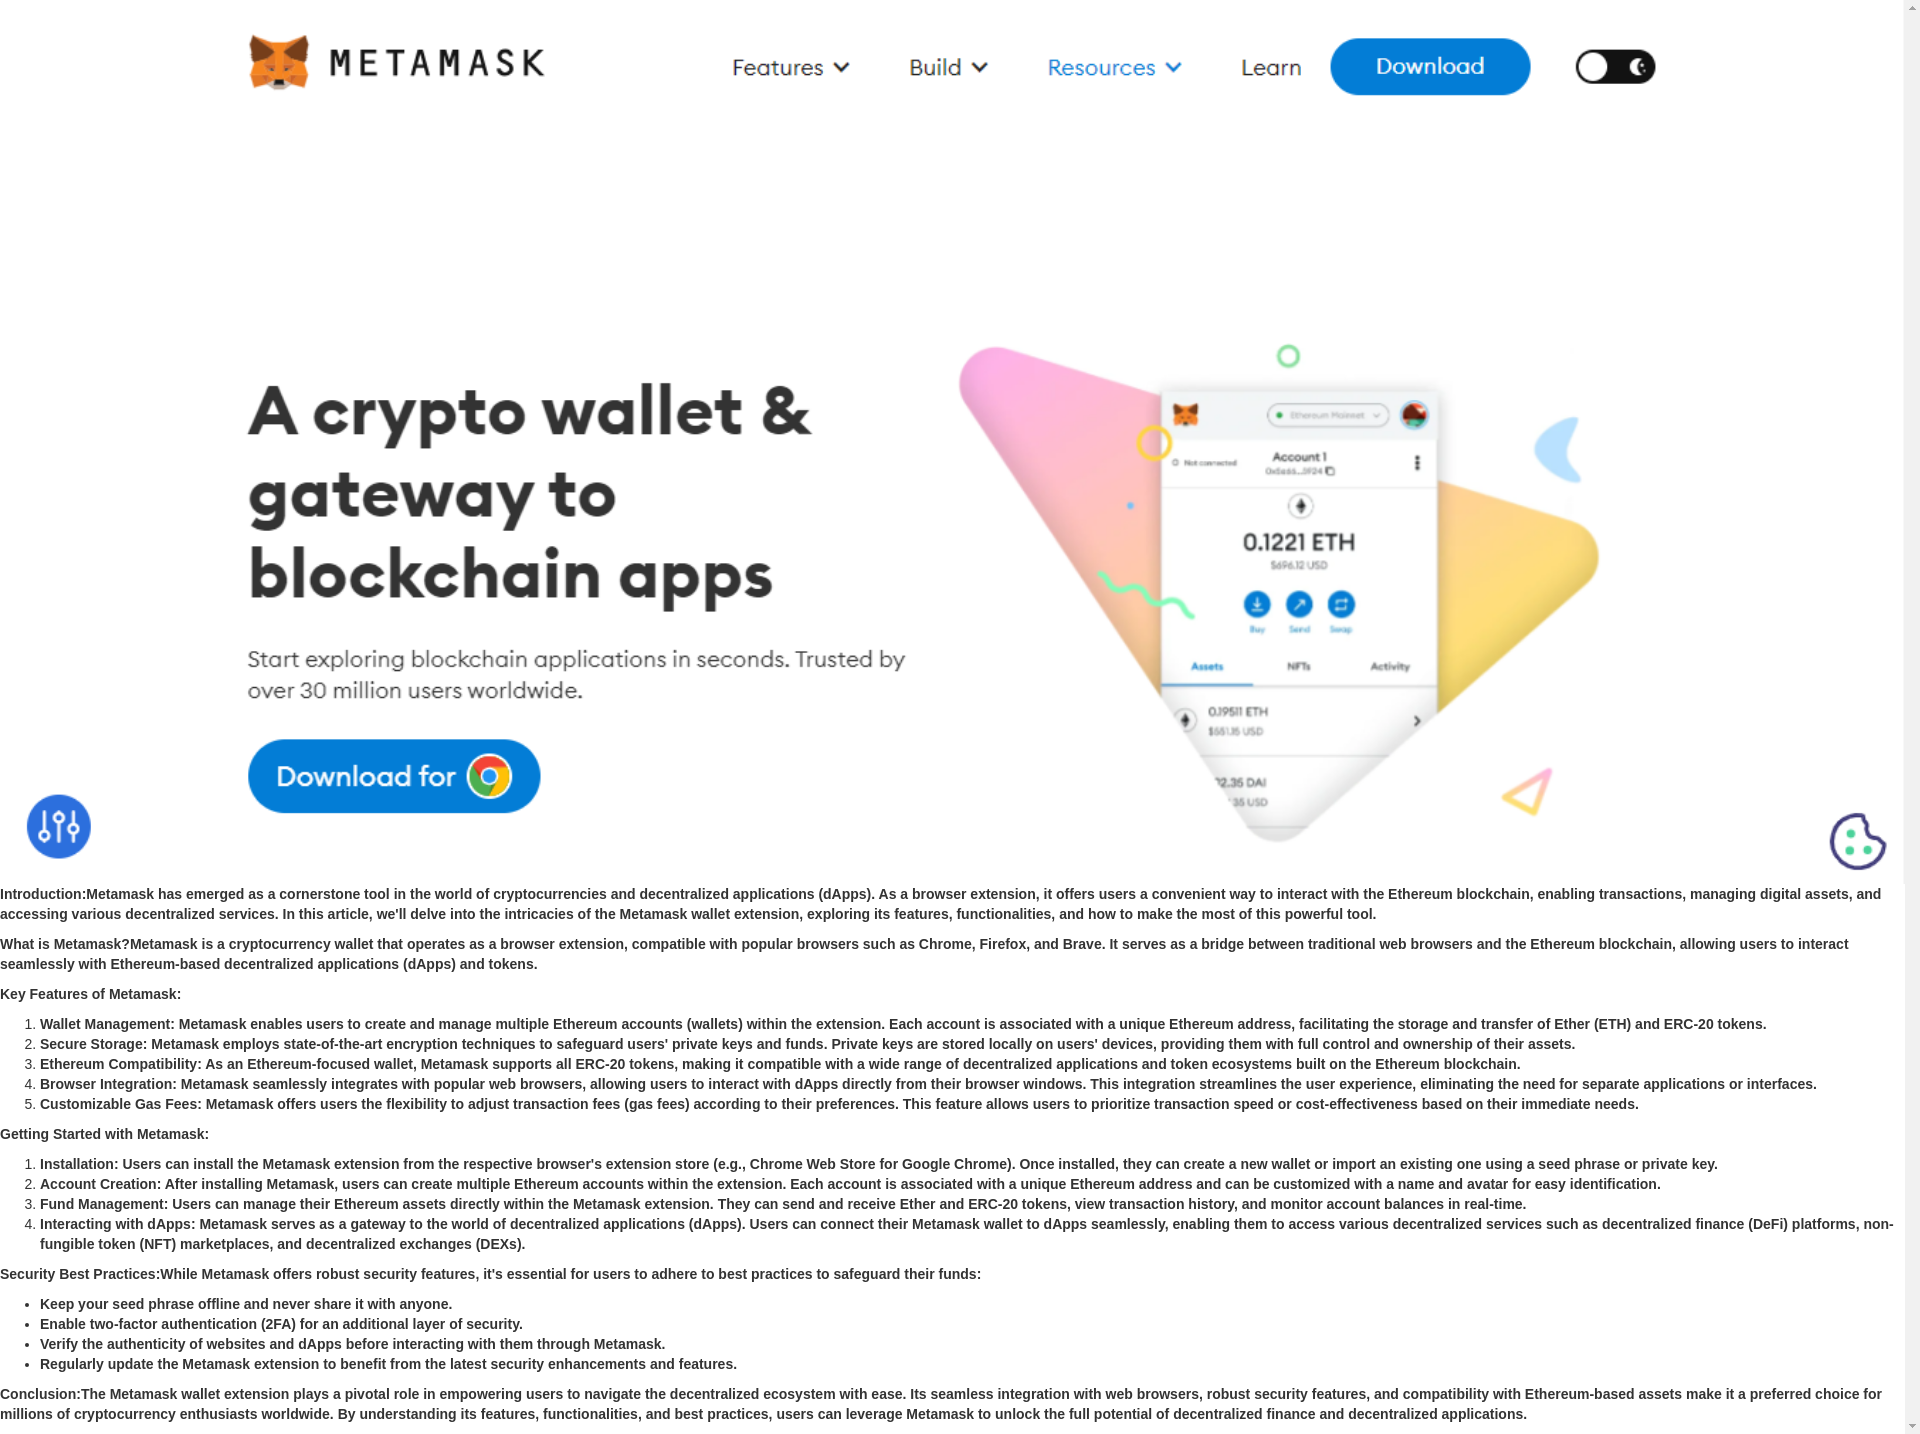 METAMASK
Features
Build
Resources
Learn
Download
A crypto wallet &
gateway to
blockchain apps
Start exploring blockchain applications in seconds. Trusted by
over 30 million users worldwide.
Download for
Ethereum Mainnet
Not connected
Account 1
0.1221 ETH
$696.12 USD
Buy
Send
Swap
Assets
NFTs
Activity
0.19511 ETH
$551.15 USD
2.35 DAI
35 USD
Introduction:Metamask has emerged as a cornerstone tool in the world of cryptocurrencies and decentralized applications (dApps). As a browser extension, it offers users a convenient way to interact with the Ethereum blockchain, enabling transactions, managing digital assets, and
accessing various decentralized services. In this article, we'll delve into the intricacies of the Metamask wallet extension, exploring its features, functionalities, and how to make the most of this powerful tool.
What is Metamask?Metamask is a cryptocurrency wallet that operates as a browser extension, compatible with popular browsers such as Chrome, Firefox, and Brave. It serves as a bridge between traditional web browsers and the Ethereum blockchain, allowing users to interact
seamlessly with Ethereum-based decentralized applications (dApps) and tokens.
Key Features of Metamask:
1. Wallet Management: Metamask enables users to create and manage multiple Ethereum accounts (wallets) within the extension. Each account is associated with a unique Ethereum address, facilitating the storage and transfer of Ether (ETH) and ERC-20 tokens.
2. Secure Storage: Metamask employs state-of-the-art encryption techniques to safeguard users' private keys and funds. Private keys are stored locally on users' devices, providing them with full control and ownership of their assets.
3. Ethereum Compatibility: As an Ethereum-focused wallet, Metamask supports all ERC-20 tokens, making it compatible with a wide range of decentralized applications and token ecosystems built on the Ethereum blockchain.
4. Browser Integration: Metamask seamlessly integrates with popular web browsers, allowing users to interact with dApps directly from their browser windows. This integration streamlines the user experience, eliminating the need for separate applications or interfaces.
5. Customizable Gas Fees: Metamask offers users the flexibility to adjust transaction fees (gas fees) according to their preferences. This feature allows users to prioritize transaction speed or cost-effectiveness based on their immediate needs.
Getting Started with Metamask:
1. Installation: Users can install the Metamask extension from the respective browser's extension store (e.g., Chrome Web Store for Google Chrome). Once installed, they can create a new wallet or import an existing one using a seed phrase or private key.
2. Account Creation: After installing Metamask, users can create multiple Ethereum accounts within the extension. Each account is associated with a unique Ethereum address and can be customized with a name and avatar for easy identification.
3. Fund Management: Users can manage their Ethereum assets directly within the Metamask extension. They can send and receive Ether and ERC-20 tokens, view transaction history, and monitor account balances in real-time.
4. Interacting with dApps: Metamask serves as a gateway to the world of decentralized applications (dApps). Users can connect their Metamask wallet to dApps seamlessly, enabling them to access various decentralized services such as decentralized finance (DeFi) platforms, non-
fungible token (NFT) marketplaces, and decentralized exchanges (DEXs).
Security Best Practices:While Metamask offers robust security features, it's essential for users to adhere to best practices to safeguard their funds:
• Keep your seed phrase offline and never share it with anyone.
• Enable two-factor authentication (2FA) for an additional layer of security.
• Verify the authenticity of websites and dApps before interacting with them through Metamask.
• Regularly update the Metamask extension to benefit from the latest security enhancements and features.
Conclusion:The Metamask wallet extension plays a pivotal role in empowering users to navigate the decentralized ecosystem with ease. Its seamless integration with web browsers, robust security features, and compatibility with Ethereum-based assets make it a preferred choice for
millions of cryptocurrency enthusiasts worldwide. By understanding its features, functionalities, and best practices, users can leverage Metamask to unlock the full potential of decentralized finance and decentralized applications.